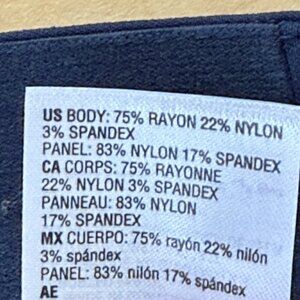 US BODY: 75% RAYON 22% NYLON
3% SPANDEX
PANEL: 83% NYLON 17% SPANDEX
CA CORPS: 75% RAYONNE
22% NYLON 3% SPANDEX
PANNEAU: 83% NYLON
17% SPANDEX
MX CUERPO: 75% rayón 22% nilón
3% spándex
PANEL: 83% nilón 17% spándex
AE